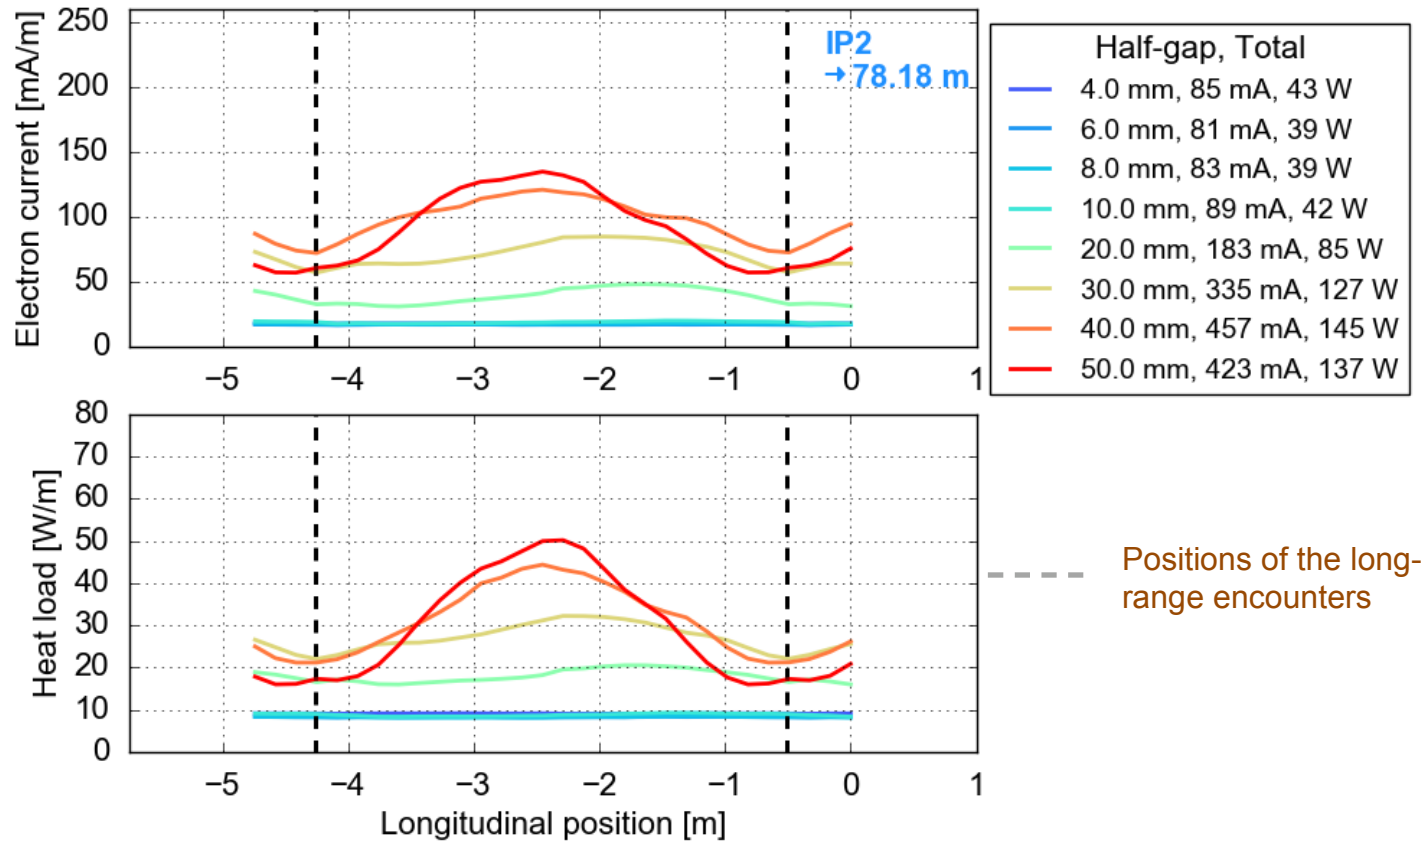 Electron current [mA/m]
250
200
150
100
50
0
−5 −4 −3 −2 −1 0 1
IP2
→ 78.18 m
Half-gap, Total
4.0 mm, 85 mA, 43 W
6.0 mm, 81 mA, 39 W
8.0 mm, 83 mA, 39 W
10.0 mm, 89 mA, 42 W
20.0 mm, 183 mA, 85 W
30.0 mm, 335 mA, 127 W
40.0 mm, 457 mA, 145 W
50.0 mm, 423 mA, 137 W
Heat load [W/m]
80
70
60
50
40
30
20
10
0
−5 −4 −3 −2 −1 0 1
Longitudinal position [m]
Positions of the long-
range encounters